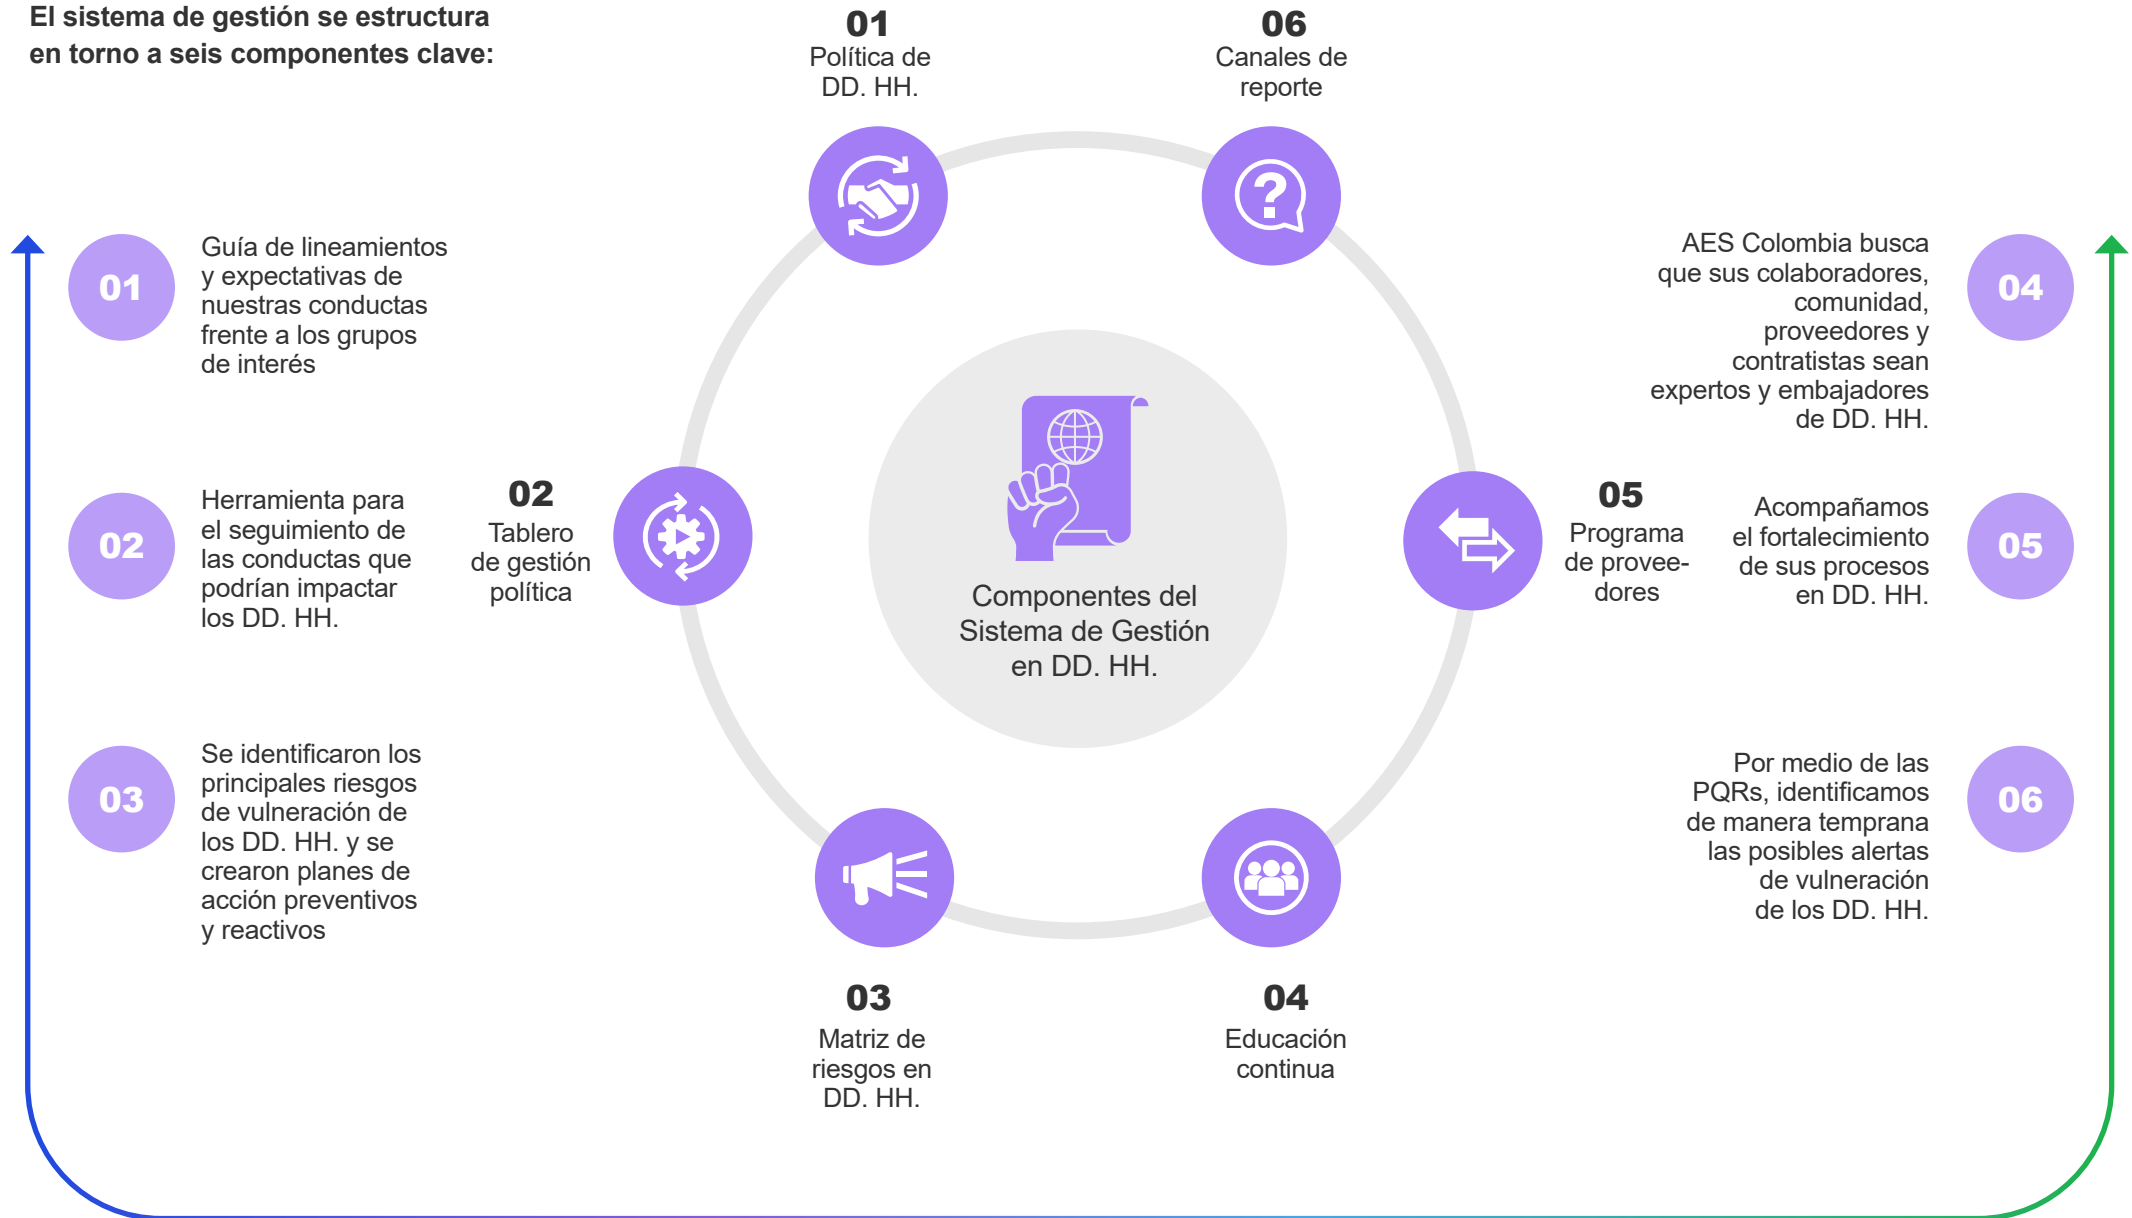 El sistema de gestión se estructura
en torno a seis componentes clave:
01
Política de
DD. HH.
06
Canales de
reporte
01
Guía de lineamientos
y expectativas de
nuestras conductas
frente a los grupos
de interés
02
Herramienta para
el seguimiento de
las conductas que
podrían impactar
los DD. HH.
03
Se identificaron los
principales riesgos
de vulneración de
los DD. HH. y se
crearon planes de
acción preventivos
y reactivos
02
Tablero
de gestión
política
Componentes del
Sistema de Gestión
en DD. HH.
05
Programa
de provee-
dores
03
Matriz de
riesgos en
DD. HH.
04
Educación
continua
AES Colombia busca
que sus colaboradores,
comunidad,
proveedores y
contratistas sean
expertos y embajadores
de DD. HH.
04
Acompañamos
el fortalecimiento
de sus procesos
en DD. HH.
05
Por medio de las
PQRs, identificamos
de manera temprana
las posibles alertas
de vulneración
de los DD. HH.
06